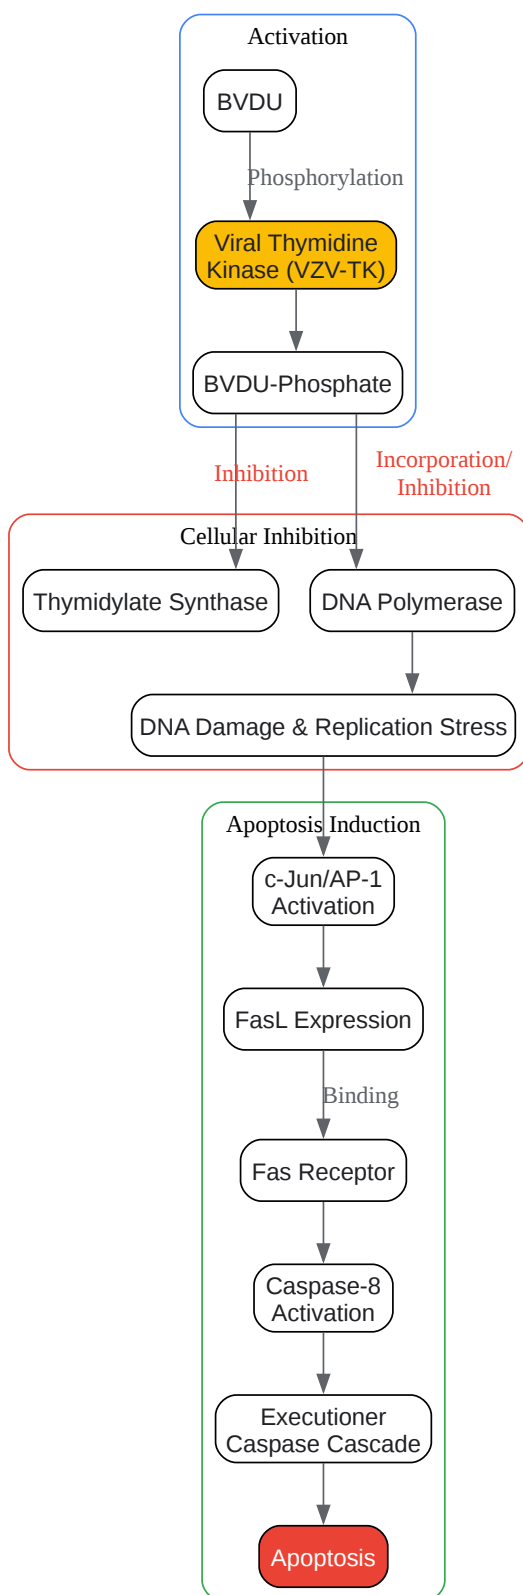 Activation
BVDU
Phosphorylation
Viral Thymidine
Kinase (VZV-TK)
BVDU-Phosphate
Inhibition
Incorporation/
Inhibition
Cellular Inhibition
Thymidylate Synthase
DNA Polymerase
DNA Damage & Replication Stress
Apoptosis Induction
c-Jun/AP-1
Activation
FasL Expression
Binding
Fas Receptor
Caspase-8
Activation
Executioner
Caspase Cascade
Apoptosis